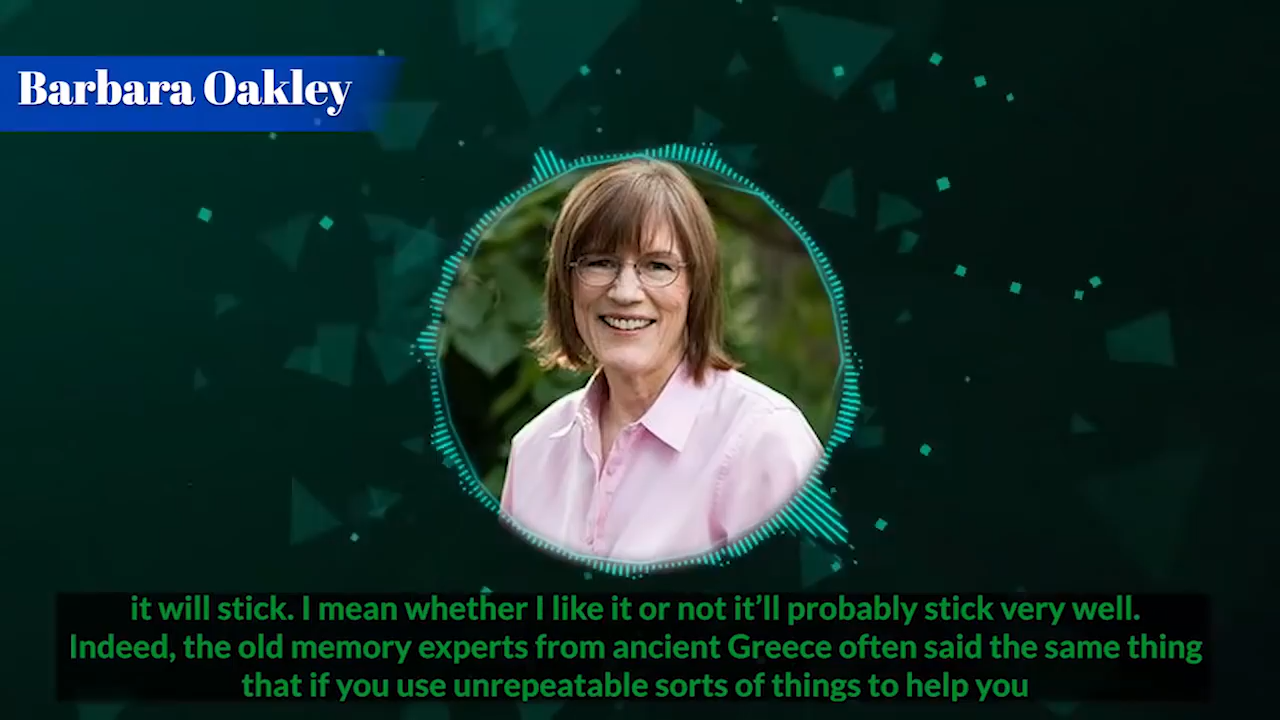 Barbara Oakley
it will stick. I mean whether I like it or not it’ll probably stick very well.
Indeed, the old memory experts from ancient Greece often said the same thing
that if you use unrepeatable sorts of things to help you